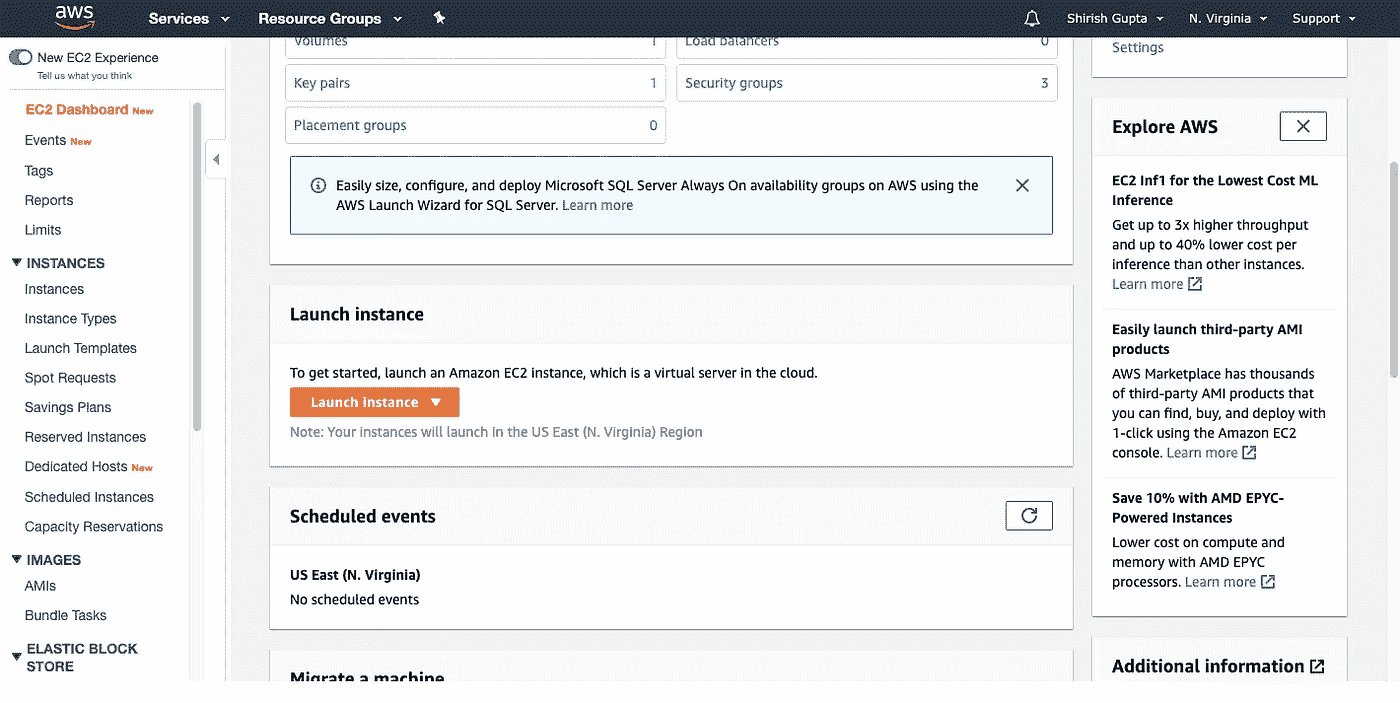 aws
Services
Resource Groups
Shirish Gupta
N. Virginia
Support
New EC2 Experience
Tell us what you think
EC2 Dashboard New
Events New
Tags
Reports
Limits
INSTANCES
Instances
Instance Types
Launch Templates
Spot Requests
Savings Plans
Reserved Instances
Dedicated Hosts New
Scheduled Instances
Capacity Reservations
IMAGES
AMIs
Bundle Tasks
ELASTIC BLOCK
STORE
Volumes 1
Load balancers 0
Key pairs 1
Security groups 3
Placement groups 0
Easily size, configure, and deploy Microsoft SQL Server Always On availability groups on AWS using the
AWS Launch Wizard for SQL Server. Learn more
Launch instance
To get started, launch an Amazon EC2 instance, which is a virtual server in the cloud.
Launch instance
Note: Your instances will launch in the US East (N. Virginia) Region
Scheduled events
US East (N. Virginia)
No scheduled events
Migrate a machine
Settings
Explore AWS
EC2 Inf1 for the Lowest Cost ML
Inference
Get up to 3x higher throughput
and up to 40% lower cost per
inference than other instances.
Learn more
Easily launch third-party AMI
products
AWS Marketplace has thousands
of third-party AMI products that
you can find, buy, and deploy with
1-click using the Amazon EC2
console. Learn more
Save 10% with AMD EPYC-
Powered Instances
Lower cost on compute and
memory with AMD EPYC
processors. Learn more
Additional information